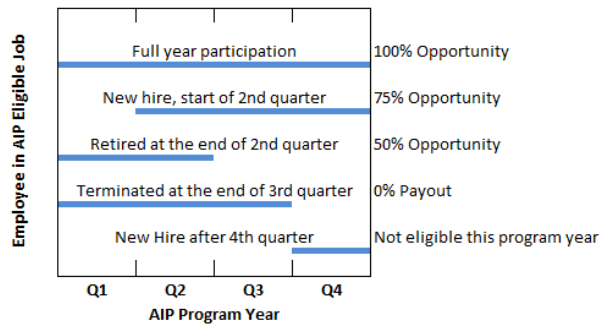 Employee in AIP Eligible Job
Full year participation 100% Opportunity
New hire, start of 2nd quarter 75% Opportunity
Retired at the end of 2nd quarter 50% Opportunity
Terminated at the end of 3rd quarter 0% Payout
New Hire after 4th quarter Not eligible this program year
Q1 Q2 Q3 Q4
AIP Program Year